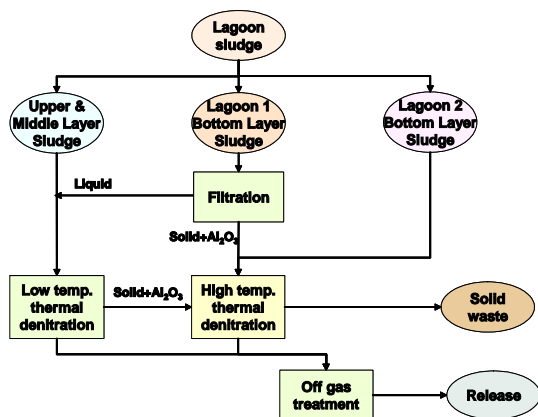 Lagoon
sludge
Upper &
Middle Layer
Sludge
Lagoon 1
Bottom Layer
Sludge
Lagoon 2
Bottom Layer
Sludge
Liquid
Filtration
Solid+Al₂O₃
Low temp.
thermal
denitration
Solid+Al₂O₃
High temp.
thermal
denitration
Solid
waste
Off gas
treatment
Release